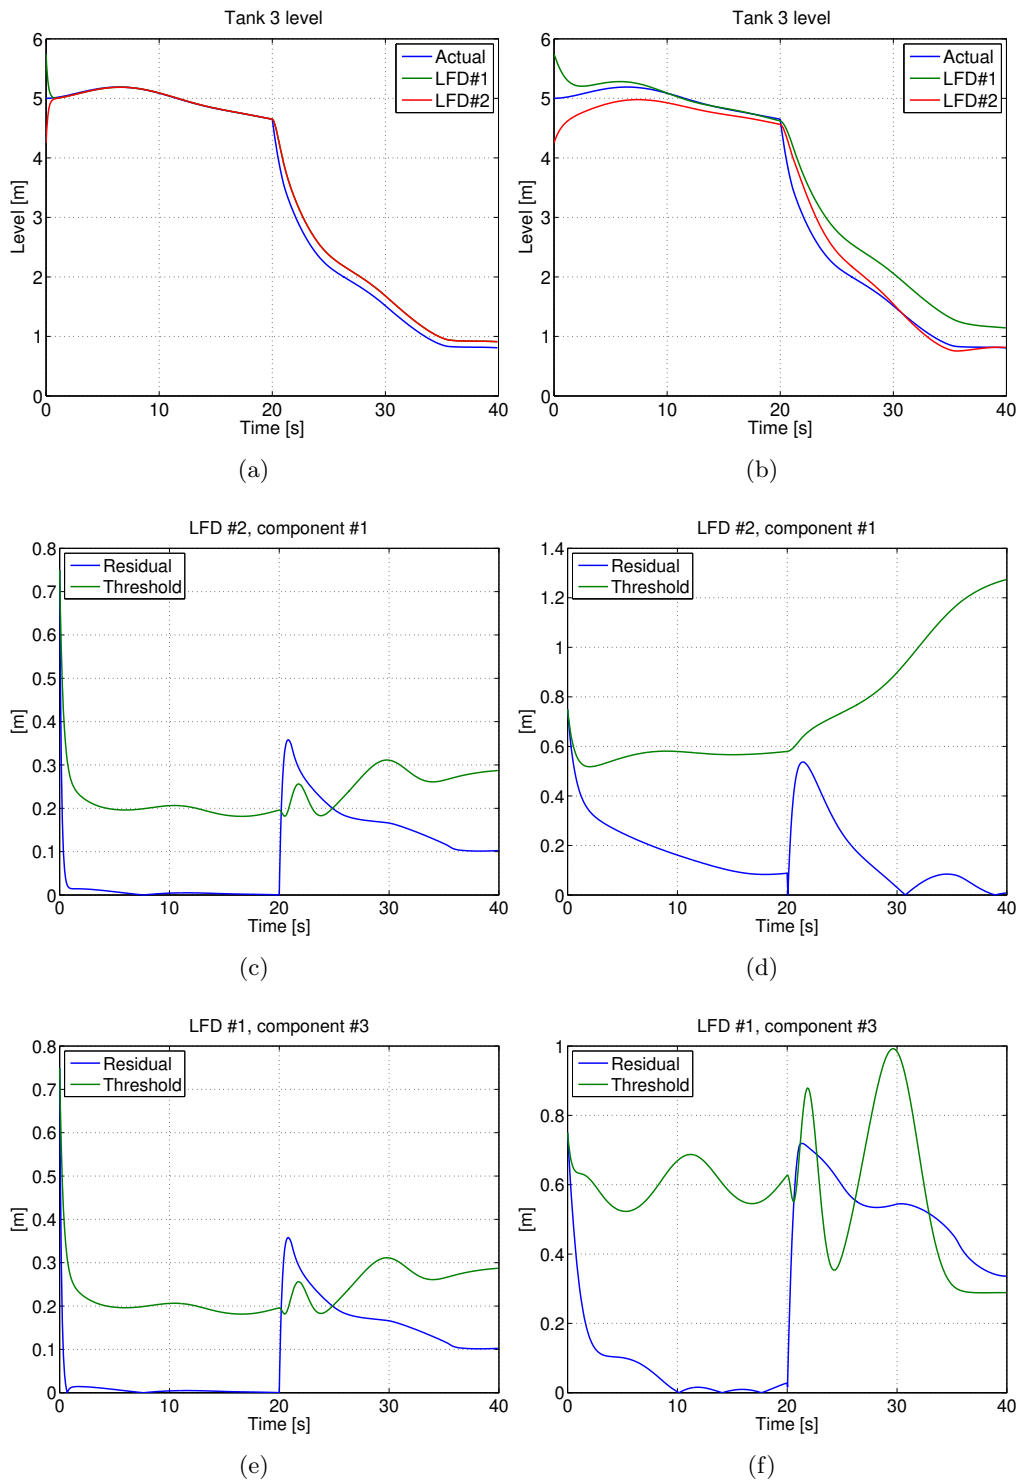 Tank 3 level
6
5
4
3
2
1
0
Level [m]
Actual
LFD#1
LFD#2
0 10 20 30 40
Time [s]
(a)
Tank 3 level
6
5
4
3
2
1
0
Level [m]
Actual
LFD#1
LFD#2
0 10 20 30 40
Time [s]
(b)
LFD #2, component #1
0.8
0.7
0.6
0.5
0.4
0.3
0.2
0.1
0
[m]
Residual
Threshold
0 10 20 30 40
Time [s]
(c)
LFD #2, component #1
1.4
1.2
1
0.8
0.6
0.4
0.2
0
[m]
Residual
Threshold
0 10 20 30 40
Time [s]
(d)
LFD #1, component #3
0.8
0.7
0.6
0.5
0.4
0.3
0.2
0.1
0
[m]
Residual
Threshold
0 10 20 30 40
Time [s]
(e)
LFD #1, component #3
1
0.8
0.6
0.4
0.2
0
[m]
Residual
Threshold
0 10 20 30 40
Time [s]
(f)